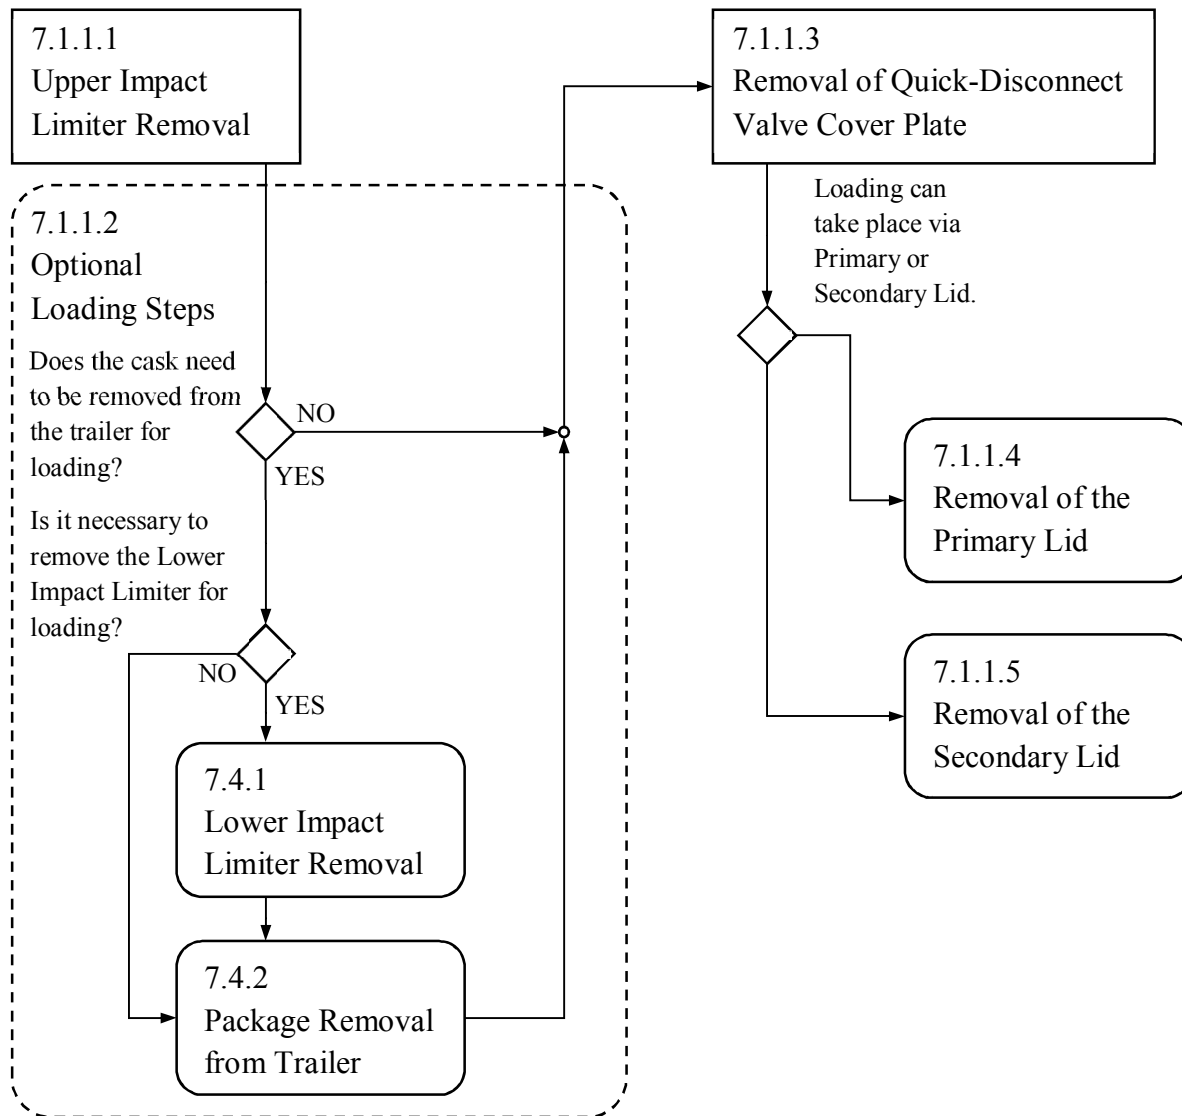 7.1.1.1
Upper Impact
Limiter Removal
7.1.1.2
Optional
Loading Steps
Does the cask need
to be removed from
the trailer for
loading?
NO
YES
Is it necessary to
remove the Lower
Impact Limiter for
loading?
NO
YES
7.4.1
Lower Impact
Limiter Removal
7.4.2
Package Removal
from Trailer
7.1.1.3
Removal of Quick-Disconnect
Valve Cover Plate
Loading can
take place via
Primary or
Secondary Lid.
7.1.1.4
Removal of the
Primary Lid
7.1.1.5
Removal of the
Secondary Lid